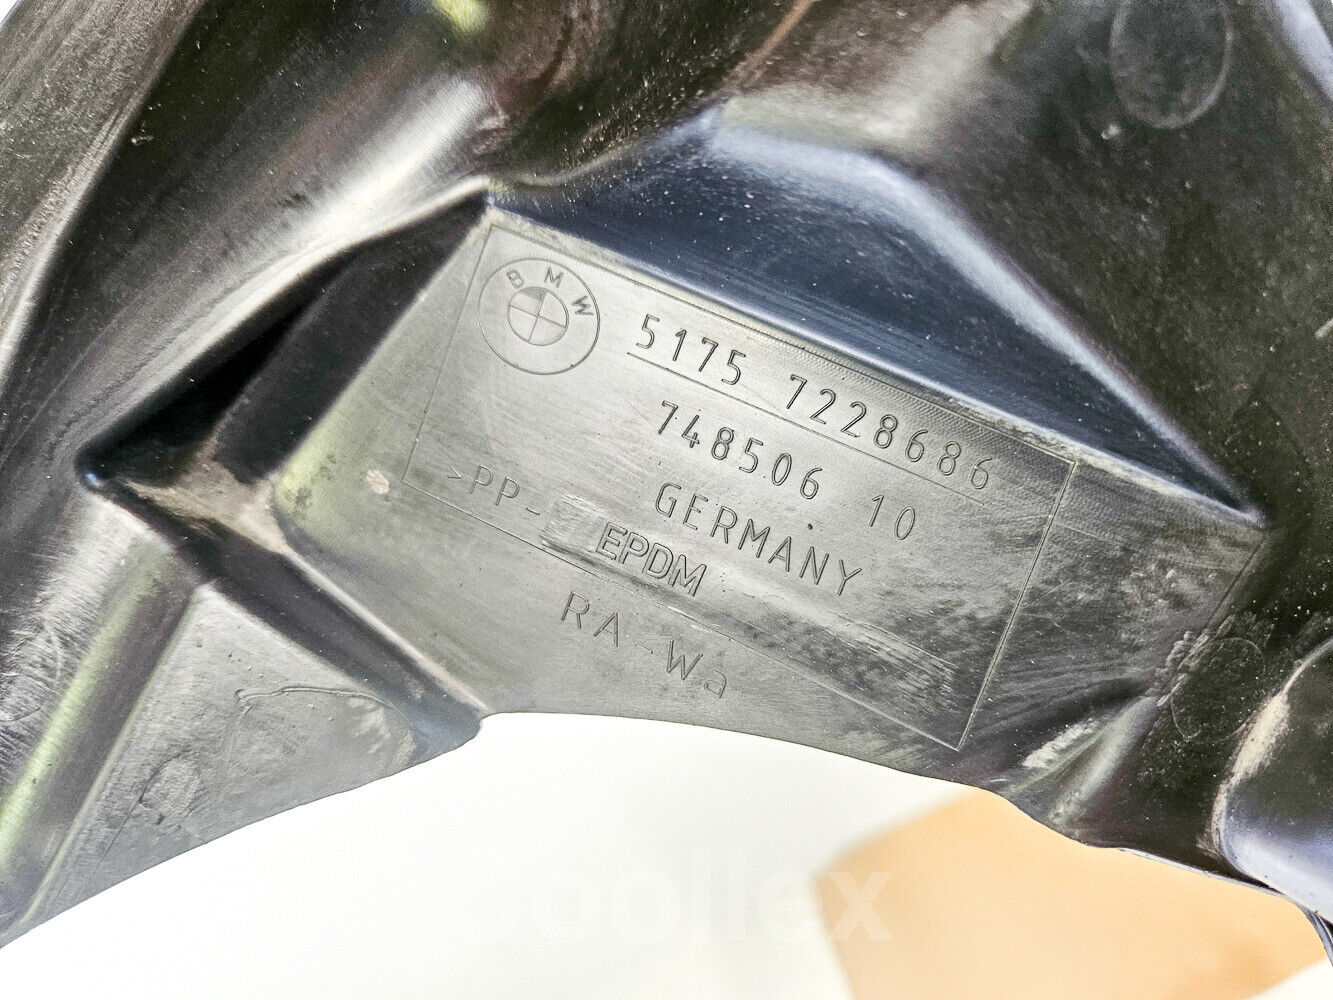 BMW
5175 7228686
748506 10
GERMANY
>PP-EPDM
RA-Wa